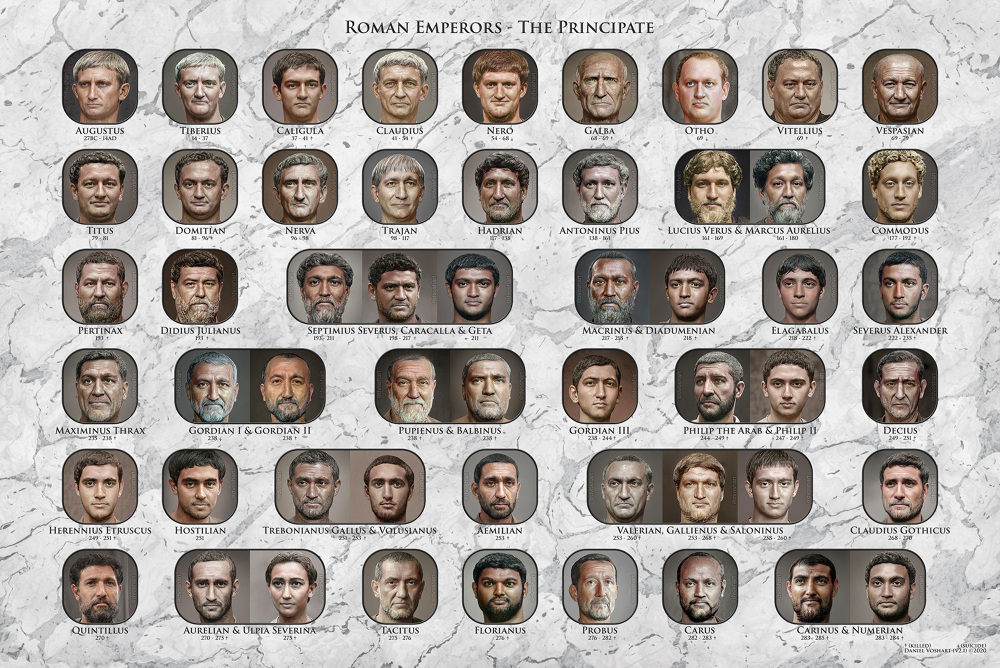 Roman Emperors - The Principate
Augustus Tiberius Caligula Claudius Nero Galba Otho Vitellius Vespasian
27BC - 14AD 14 - 37 37 - 41 † 41 - 54 † 54 - 68 68 - 69 † 69 69 † 69 - 79
Titus Domitian Nerva Trajan Hadrian Antoninus Pius Lucius Verus & Marcus Aurelius Commodus
79 - 81 81 - 96 † 96 - 98 98 - 117 117 - 138 138 - 161 161 - 169 161 - 180 177 - 192 †
Pertinax Didius Julianus Septimius Severus, Caracalla & Geta Macrinus & Diadumenian Elagabalus Severus Alexander
193 † 193 † 193 - 211 198 - 217 † 211 217 - 218 † 218 † 218 - 222 † 222 - 235 †
Maximinus Thrax Gordian I & Gordian II Pupienus & Balbinus Gordian III Philip the Arab & Philip II Decius
235 - 238 † 238 238 † 238 † 238 † 238 - 244 † 244 - 249 † 247 - 249 † 249 - 251 †
Herennius Etruscus Hostilian Trebonianus Gallus & Volusianus Aemilian Valerian, Gallienus & Saloninus Claudius Gothicus
249 - 251 † 251 251 - 253 † 253 † 253 - 260 † 253 - 268 † 258 - 260 † 268 - 270
Quintillus Aurelian & Ulpia Severina Tacitus Florianus Probus Carus Carinus & Numerian
270 † 270 - 275 † 275 † 275 - 276 276 † 276 - 282 † 282 - 283 † 283 - 285 † 283 - 284 †
† (Killed) (Suicide)
Daniel Voshart (V2.1) ©2020